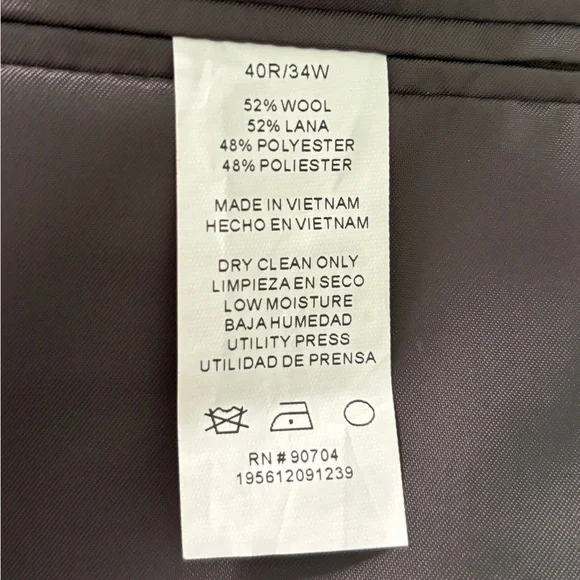 40R/34W
52% WOOL
52% LANA
48% POLYESTER
48% POLIESTER
MADE IN VIETNAM
HECHO EN VIETNAM
DRY CLEAN ONLY
LIMPIEZA EN SECO
LOW MOISTURE
BAJA HUMEDAD
UTILITY PRESS
UTILIDAD DE PRENSA
RN # 90704
195612091239